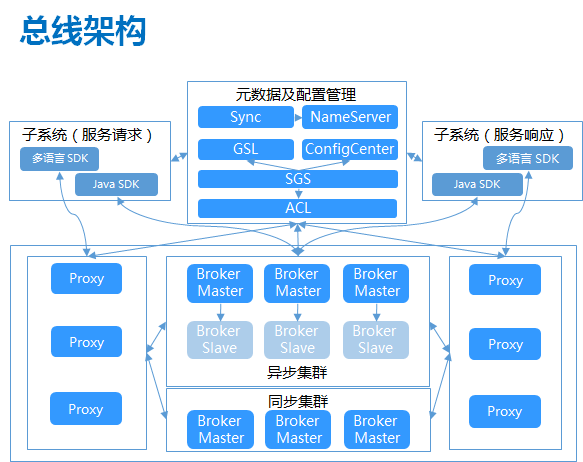 总线架构
元数据及配置管理
Sync
NameServer
GSL
ConfigCenter
SGS
ACL
子系统（服务请求）
多语言 SDK
Java SDK
子系统（服务响应）
多语言 SDK
Java SDK
Proxy
Proxy
Proxy
Broker
Master
Broker
Master
Broker
Master
Broker
Slave
Broker
Slave
Broker
Slave
异步集群
同步集群
Broker
Master
Broker
Master
Broker
Master
Proxy
Proxy
Proxy